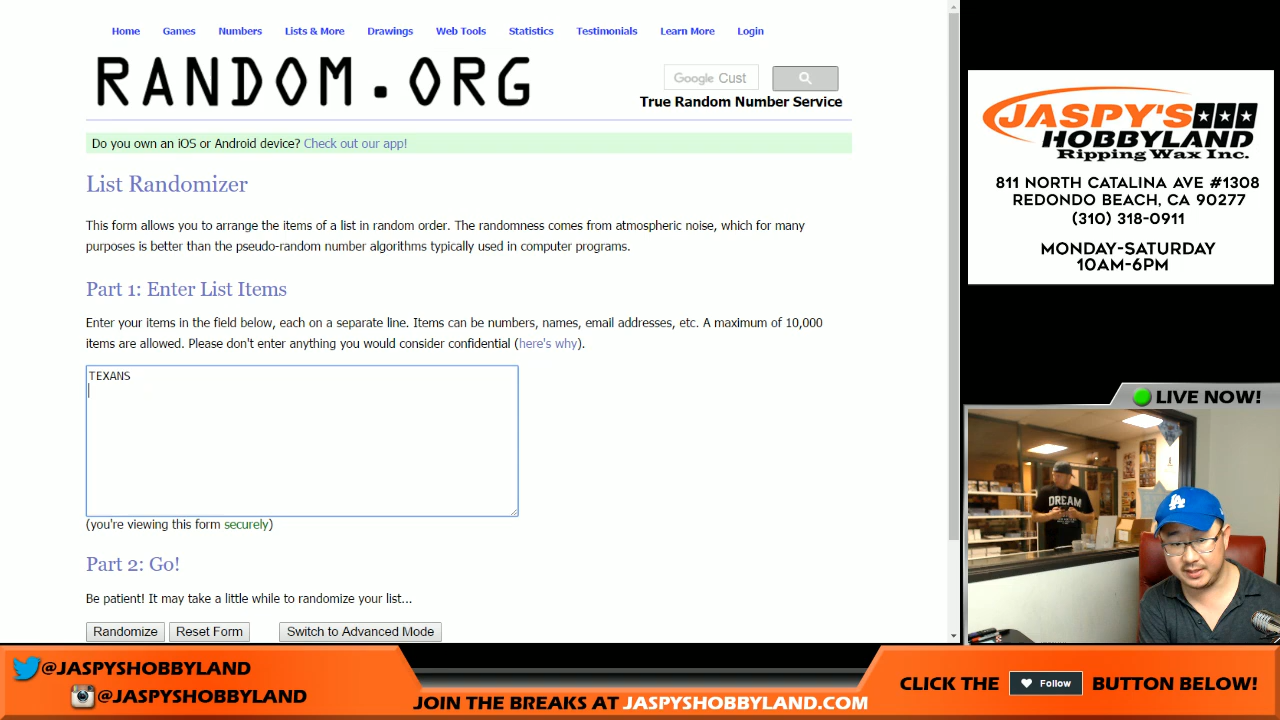 Home Games Numbers Lists & More Drawings Web Tools Statistics Testimonials Learn More Login
RANDOM.ORG
Google Cust
True Random Number Service
Do you own an iOS or Android device? Check out our app!
List Randomizer
This form allows you to arrange the items of a list in random order. The randomness comes from atmospheric noise, which for many
purposes is better than the pseudo-random number algorithms typically used in computer programs.
Part 1: Enter List Items
Enter your items in the field below, each on a separate line. Items can be numbers, names, email addresses, etc. A maximum of 10,000
items are allowed. Please don't enter anything you would consider confidential (here's why).
TEXANS
(you're viewing this form securely)
Part 2: Go!
Be patient! It may take a little while to randomize your list...
Randomize Reset Form Switch to Advanced Mode
JASPY'S
HOBBYLAND
Ripping Wax Inc.
811 NORTH CATALINA AVE #1308
REDONDO BEACH, CA 90277
(310) 318-0911
MONDAY-SATURDAY
10AM-6PM
LIVE NOW!
DREAM
LA
@JASPYSHOBBYLAND
@JASPYSHOBBYLAND
JOIN THE BREAKS AT JASPYSHOBBYLAND.COM
CLICK THE Follow BUTTON BELOW!